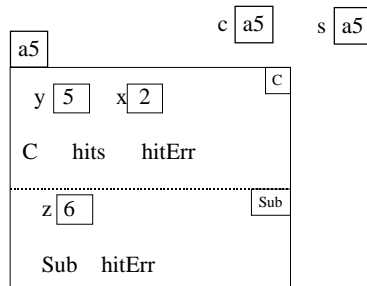 c a5 s a5
a5
C
y 5 x 2
C hits hitErr
Sub
z 6
Sub hitErr